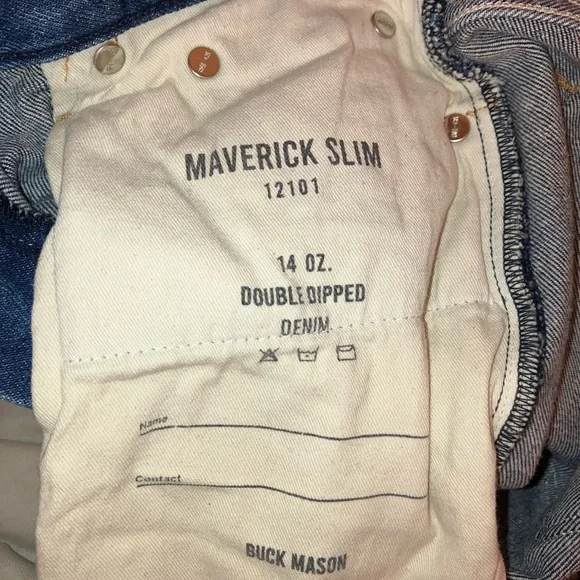 MAVERICK SLIM
12101
14 OZ.
DOUBLE DIPPED
DENIM
Name
Contact
BUCK MASON